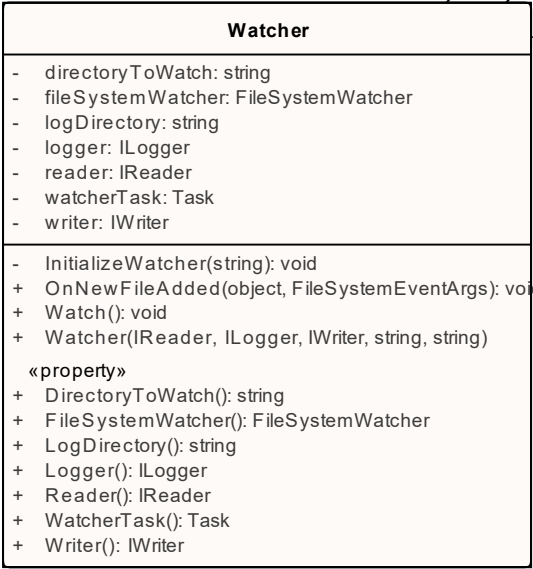 Watcher
- directoryToWatch: string
- fileSystemWatcher: FileSystemWatcher
- logDirectory: string
- logger: ILogger
- reader: IReader
- watcherTask: Task
- writer: IWriter
- InitializeWatcher(string): void
+ OnNewFileAdded(object, FileSystemEventArgs): voi
+ Watch(): void
+ Watcher(IReader, ILogger, IWriter, string, string)
«property»
+ DirectoryToWatch(): string
+ FileSystemWatcher(): FileSystemWatcher
+ LogDirectory(): string
+ Logger(): ILogger
+ Reader(): IReader
+ WatcherTask(): Task
+ Writer(): IWriter